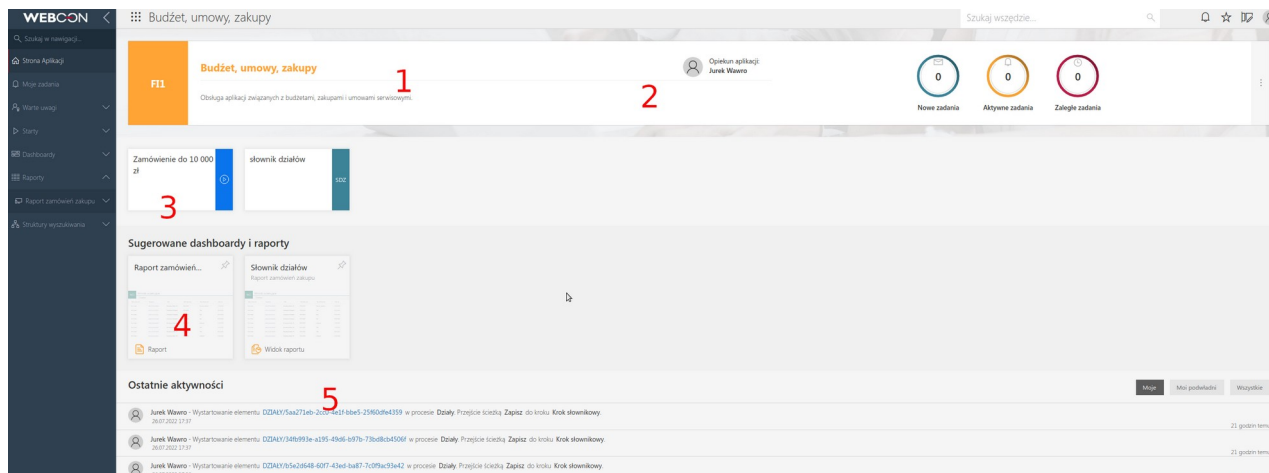 WEBCON
Budżet, umowy, zakupy
Szukaj wszędzie...
Szukaj w nawigacji...
Strona Aplikacji
Moje zadania
Warte uwagi
Starty
Dashboardy
Raporty
Raport zamówień zakupu
Struktury wyszukiwania
FI1
Budżet, umowy, zakupy
1
Obsługa aplikacji związanych z budżetami, zakupami i umowami serwisowymi.
Opiekun aplikacji:
Jurek Wawro
2
0
0
0
Nowe zadania
Aktywne zadania
Zaległe zadania
Zamówienie do 10 000
zł
3
słownik działów
SDZ
Sugerowane dashboardy i raporty
Raport zamówień...
4
Raport
Słownik działów
Raport zamówień zakupu
Widok raportu
Ostatnie aktywności
5
Moje
Moi podwładni
Wszystkie
Jurek Wawro - Wystartowanie elementu DZIAŁY/5aa271eb-2cc0-4e1f-bbe5-25f60dfe4359 w procesie Działy. Przejście ścieżką Zapisz do kroku Krok słownikowy.
26.07.2022 17:37
21 godzin temu
Jurek Wawro - Wystartowanie elementu DZIAŁY/34fb993e-a195-49d6-b97b-73bd8cb4506f w procesie Działy. Przejście ścieżką Zapisz do kroku Krok słownikowy.
26.07.2022 17:37
21 godzin temu
Jurek Wawro - Wystartowanie elementu DZIAŁY/b5e2d648-60f7-43ed-ba87-7c0f9ac93e42 w procesie Działy. Przejście ścieżką Zapisz do kroku Krok słownikowy.